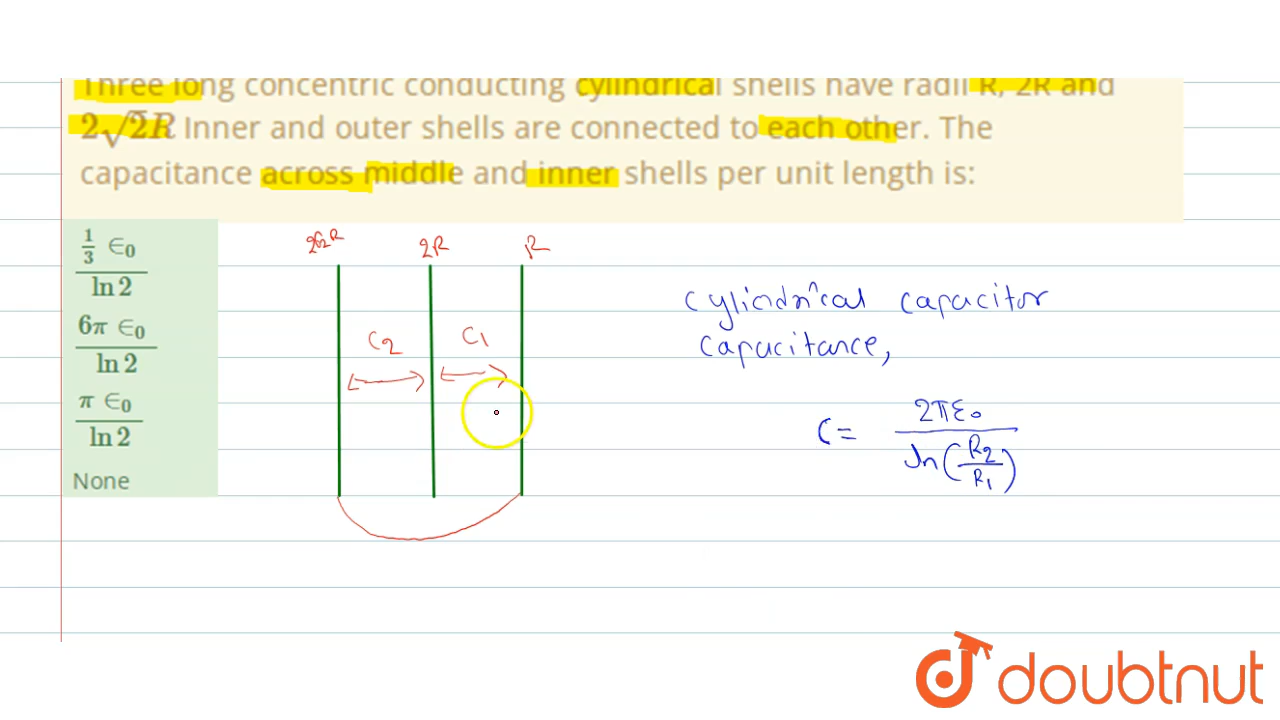 Three long concentric conducting cylindrical shells have radii R, 2R and
2√2R. Inner and outer shells are connected to each other. The
capacitance across middle and inner shells per unit length is:
1/3 ∈0 / ln 2
6π ∈0 / ln 2
π ∈0 / ln 2
None
2√2R 2R R
C2 C1
Cylindrical capacitor
capacitance,
C = 2πε0 / ln(R2/R1)
doubtnut